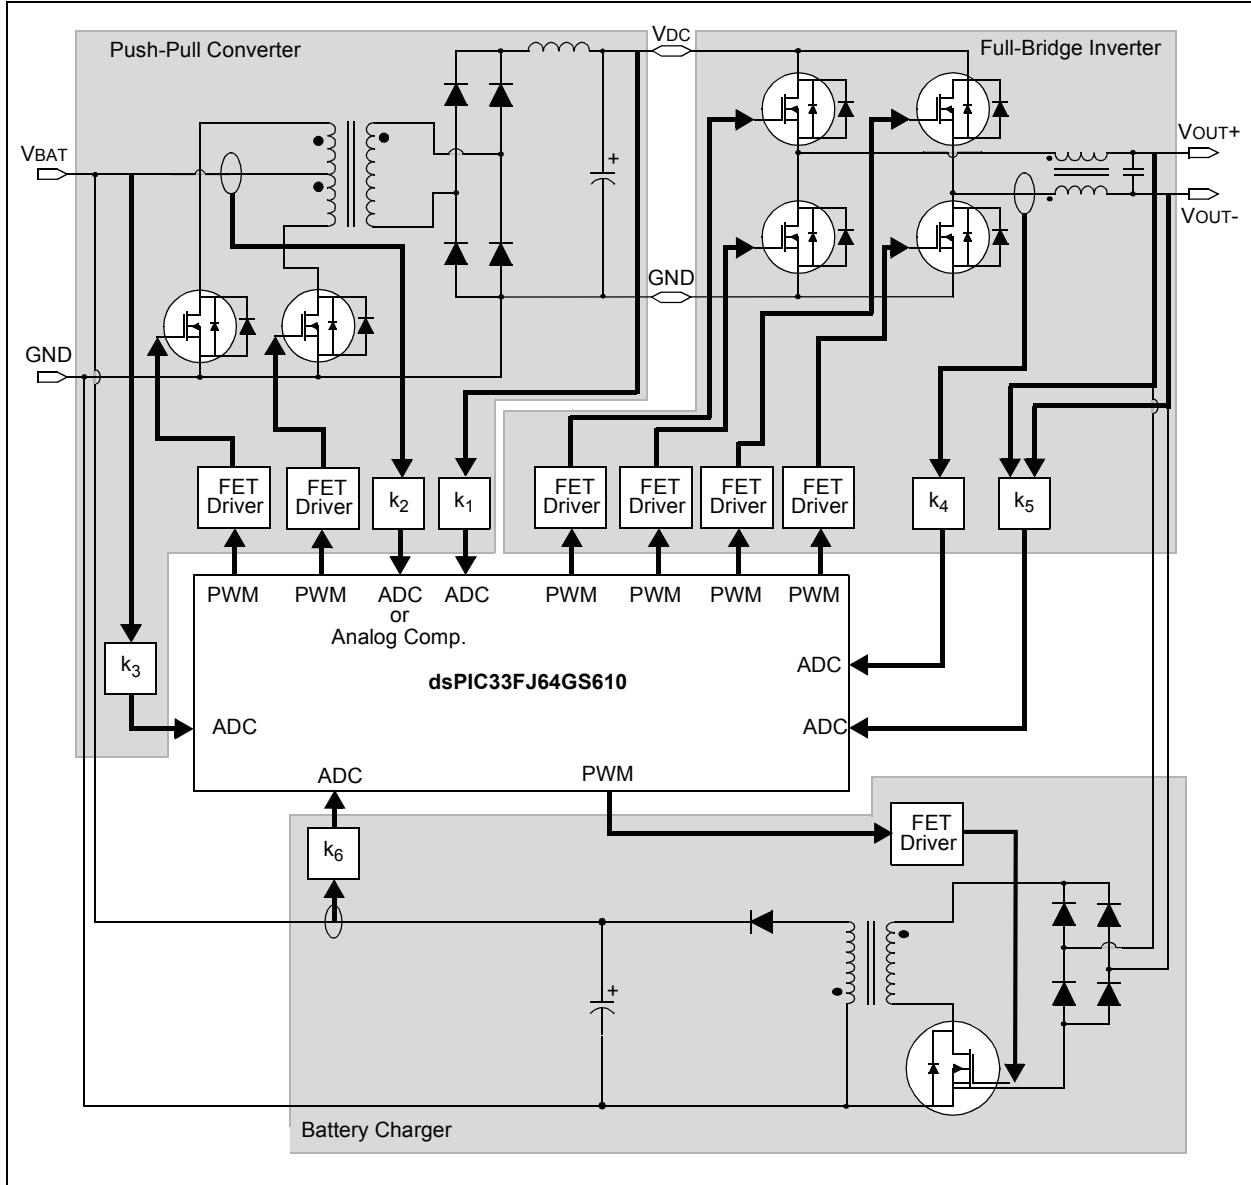 Push-Pull Converter
VDC
Full-Bridge Inverter
VBAT
VOUT+
VOUT-
GND
GND
FET
Driver
FET
Driver
k2
k1
FET
Driver
FET
Driver
FET
Driver
FET
Driver
k4
k5
PWM
PWM
ADC
or
Analog Comp.
ADC
PWM
PWM
PWM
PWM
k3
ADC
dsPIC33FJ64GS610
ADC
ADC
ADC
PWM
k6
FET
Driver
+
+
Battery Charger